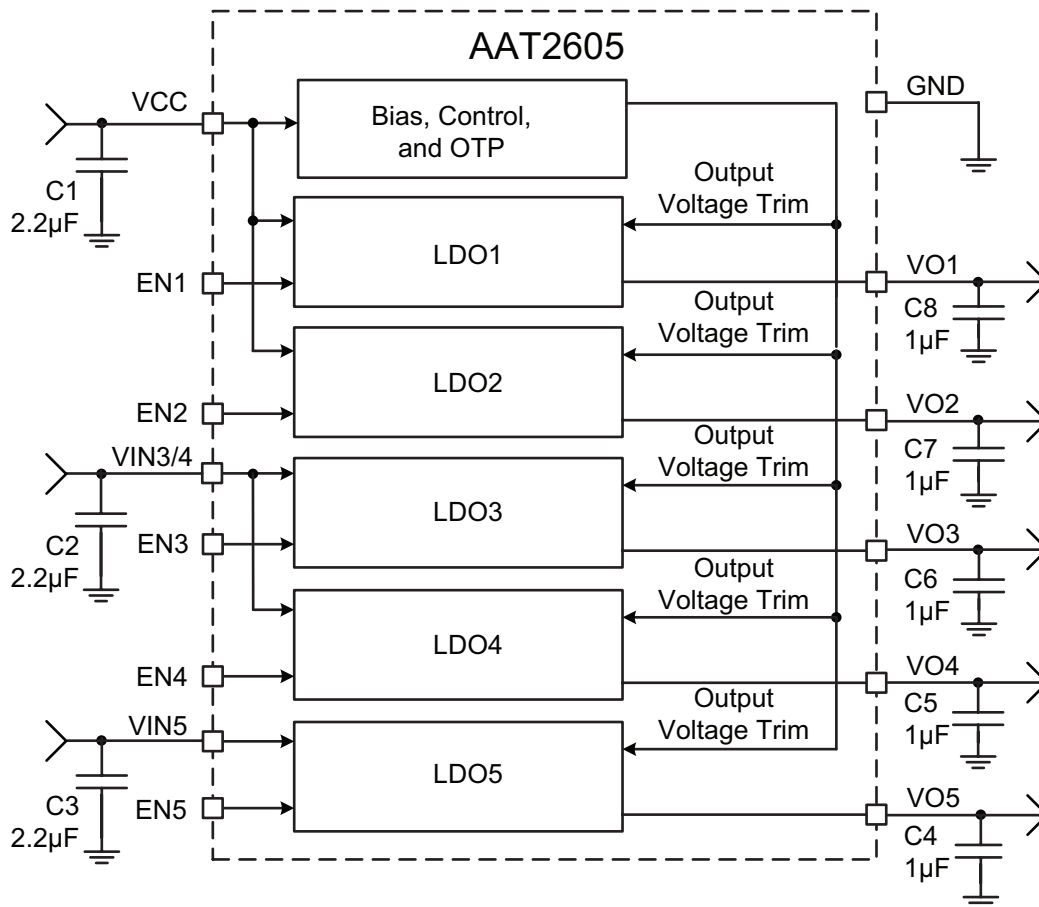 AAT2605
VCC
GND
Bias, Control,
and OTP
C1
2.2µF
Output
Voltage Trim
LDO1
EN1
VO1
C8
1µF
Output
Voltage Trim
LDO2
EN2
VO2
C7
1µF
Output
Voltage Trim
VIN3/4
LDO3
C2
2.2µF
EN3
VO3
C6
1µF
Output
Voltage Trim
LDO4
EN4
VO4
C5
1µF
Output
Voltage Trim
VIN5
LDO5
C3
2.2µF
EN5
VO5
C4
1µF